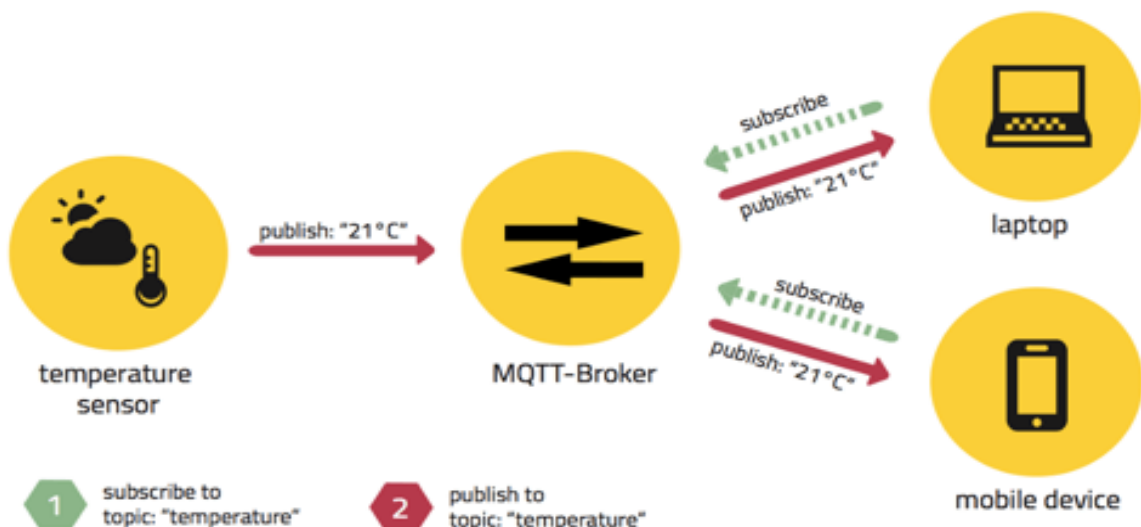 subscribe
publish: "21°C"
laptop
publish: "21°C"
temperature
sensor
MQTT-Broker
subscribe
publish: "21°C"
mobile device
1
subscribe to
topic: "temperature"
2
publish to
topic: "temperature"